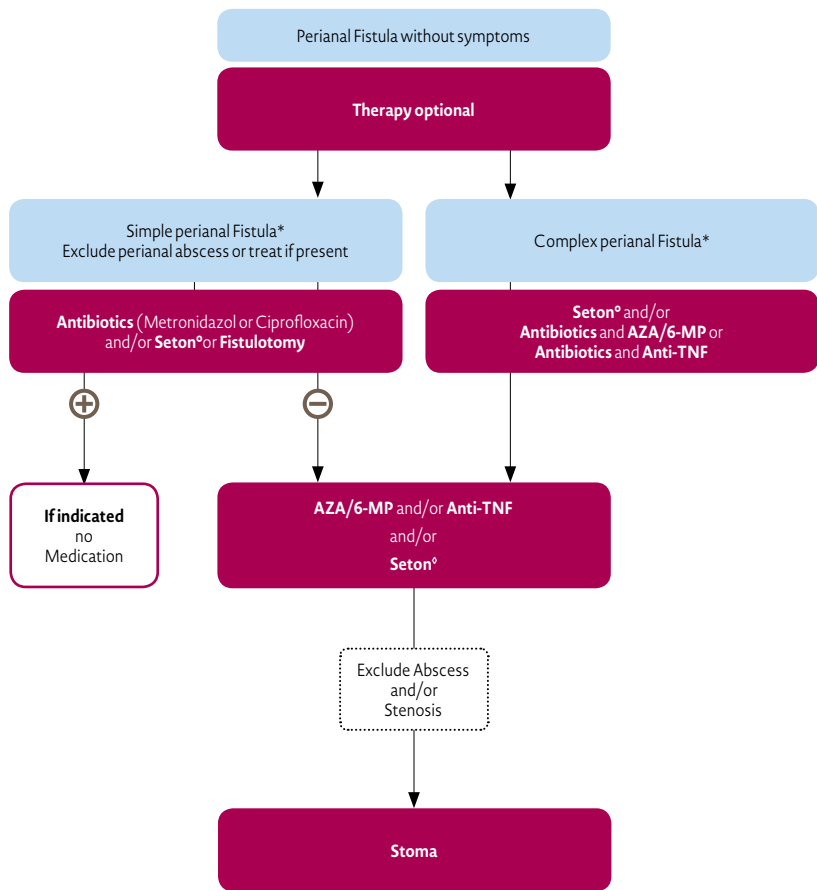 Perianal Fistula without symptoms
Therapy optional
Simple perianal Fistula*
Exclude perianal abscess or treat if present
Complex perianal Fistula*
Antibiotics (Metronidazol or Ciprofloxacin)
and/or Seton° or Fistulotomy
Seton° and/or
Antibiotics and AZA/6-MP or
Antibiotics and Anti-TNF
+
−
If indicated
no
Medication
AZA/6-MP and/or Anti-TNF
and/or
Seton◊
Exclude Abscess
and/or
Stenosis
Stoma